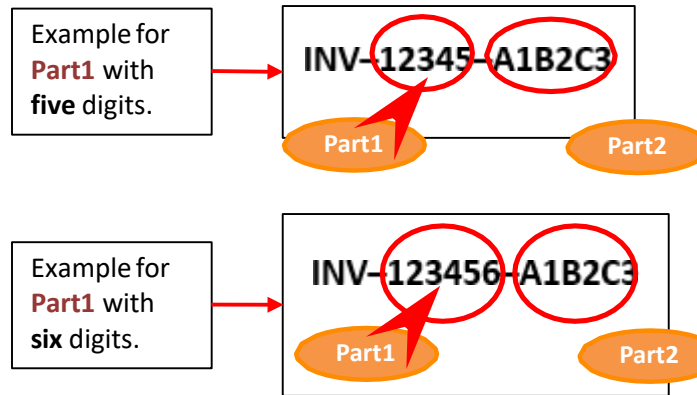 Example for
Part1 with
five digits.
INV-12345-A1B2C3
Part1
Part2
Example for
Part1 with
six digits.
INV-123456-A1B2C3
Part1
Part2